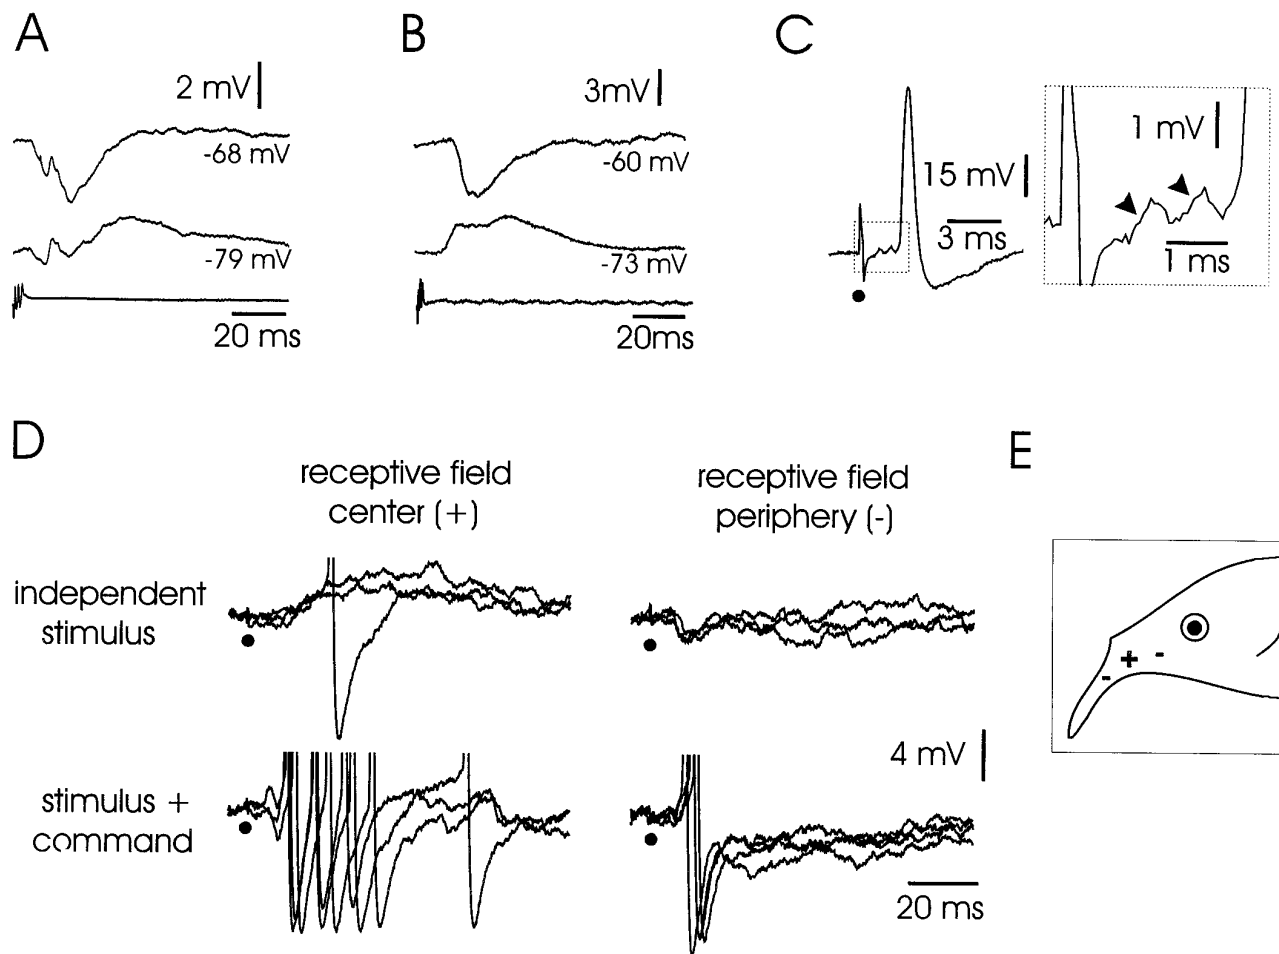 A
2 mV
-68 mV
-79 mV
20 ms
B
3mV
-60 mV
-73 mV
20ms
C
15 mV
3 ms
1 mV
1 ms
D
receptive field
center (+)
receptive field
periphery (-)
independent
stimulus
stimulus +
command
4 mV
20 ms
E
+
-
-